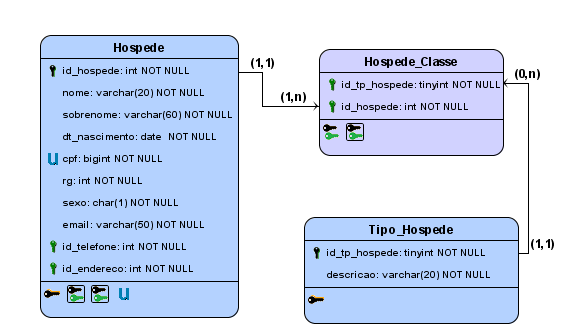 Hospede
id_hospede: int NOT NULL
nome: varchar(20) NOT NULL
sobrenome: varchar(60) NOT NULL
dt_nascimento: date NOT NULL
u cpf: bigint NOT NULL
rg: int NOT NULL
sexo: char(1) NOT NULL
email: varchar(50) NOT NULL
id_telefone: int NOT NULL
id_endereco: int NOT NULL
u
(1,1)
(1,n)
Hospede_Classe
id_tp_hospede: tinyint NOT NULL
id_hospede: int NOT NULL
(0,n)
Tipo_Hospede
id_tp_hospede: tinyint NOT NULL
descricao: varchar(20) NOT NULL
(1,1)